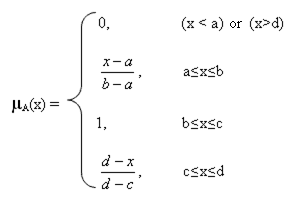 0, (x < a) or (x>d)
x − a / b − a , a≤x≤b
μA(x) =
1, b≤x≤c
d − x / d − c , c≤x≤d